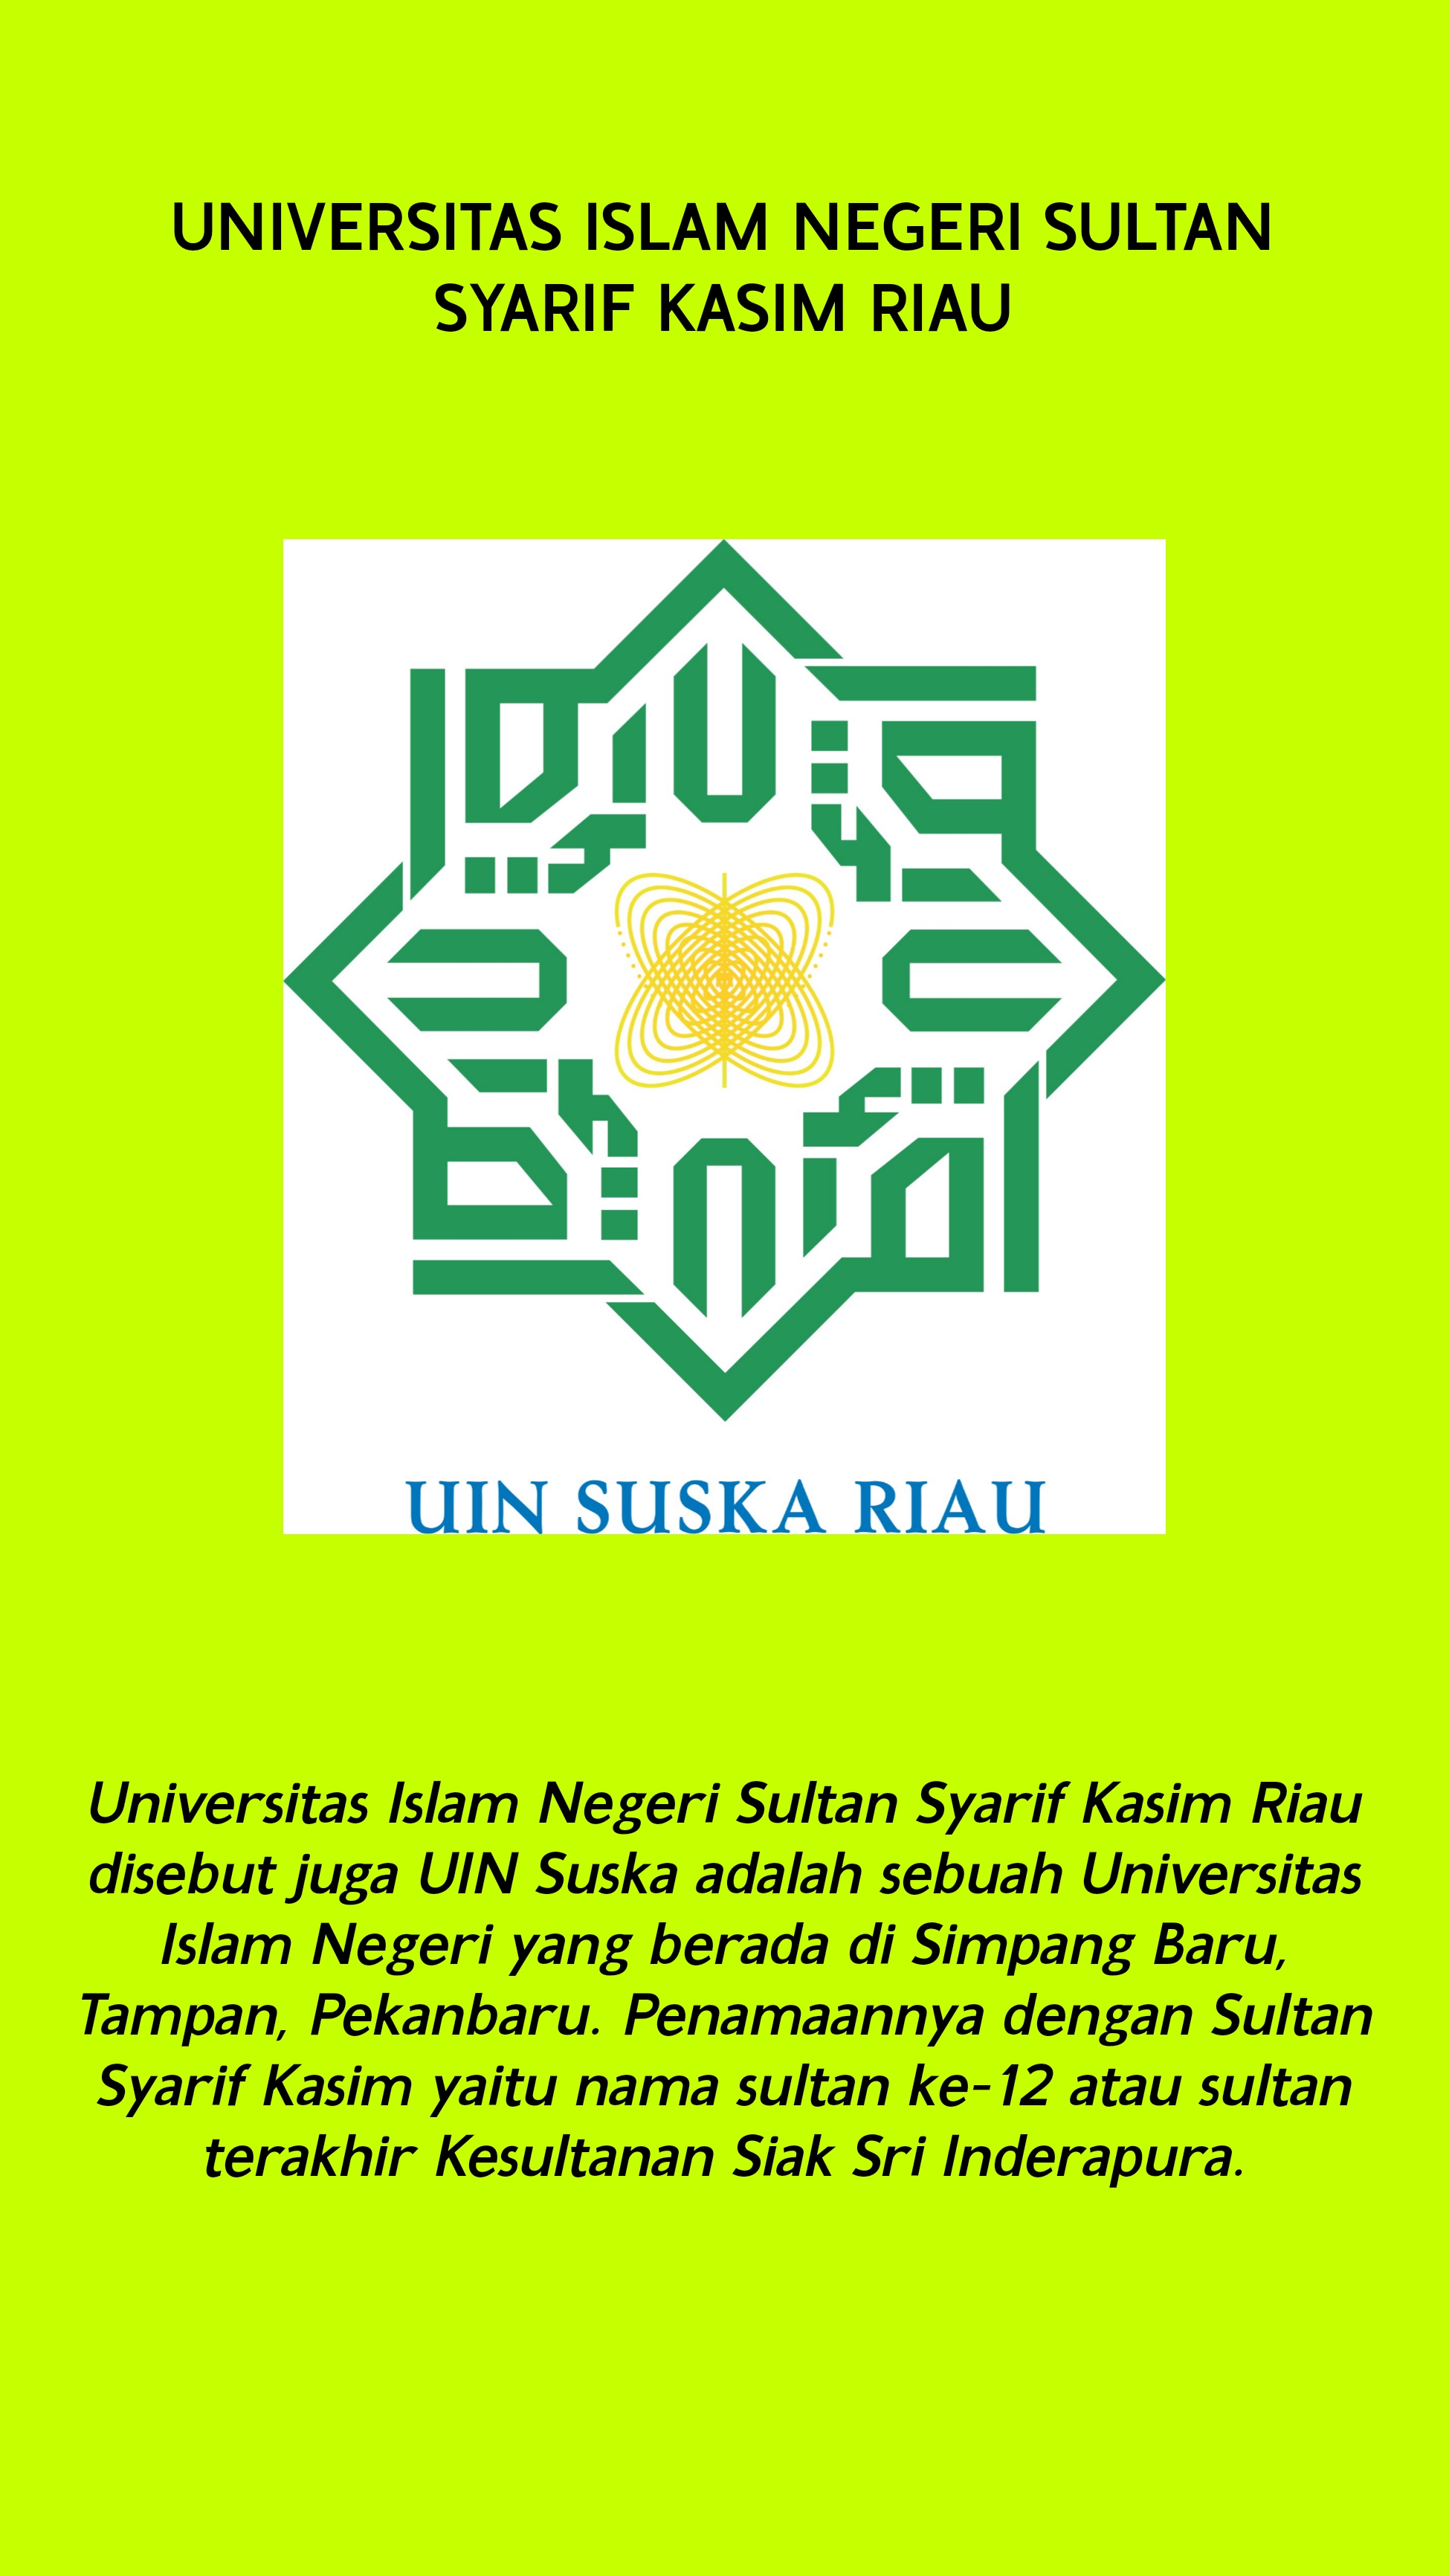 UNIVERSITAS ISLAM NEGERI SULTAN
SYARIF KASIM RIAU
UIN SUSKA RIAU
Universitas Islam Negeri Sultan Syarif Kasim Riau
disebut juga UIN Suska adalah sebuah Universitas
Islam Negeri yang berada di Simpang Baru,
Tampan, Pekanbaru. Penamaannya dengan Sultan
Syarif Kasim yaitu nama sultan ke-12 atau sultan
terakhir Kesultanan Siak Sri Inderapura.